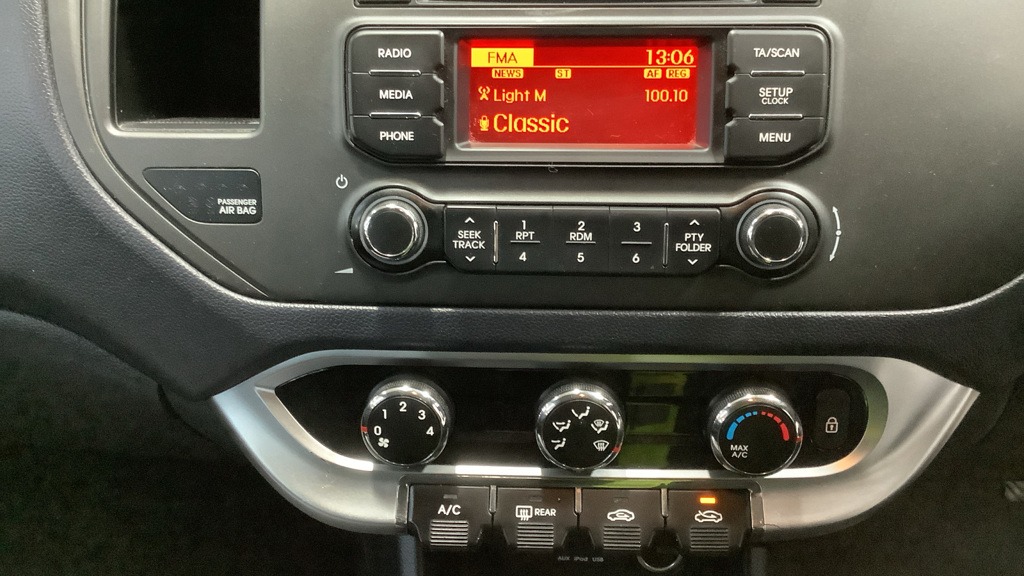 RADIO
MEDIA
PHONE
FMA 13:06
NEWS ST AF REG
Light M 100.10
Classic
TA/SCAN
SETUP
CLOCK
MENU
PASSENGER
AIR BAG
SEEK
TRACK
1 2 3
RPT RDM
4 5 6
PTY
FOLDER
0 1 2 3 4
MAX
A/C
A/C
REAR
AUX iPod USB